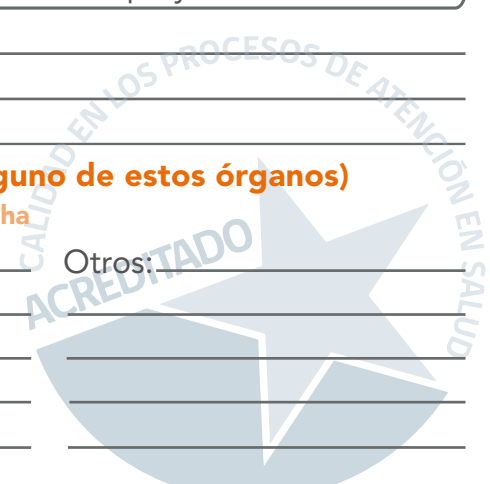 CALIDAD EN LOS PROCESOS DE ATENCIÓN EN SALUD
guno de estos órganos)
ha
Otros:
ACREDITADO